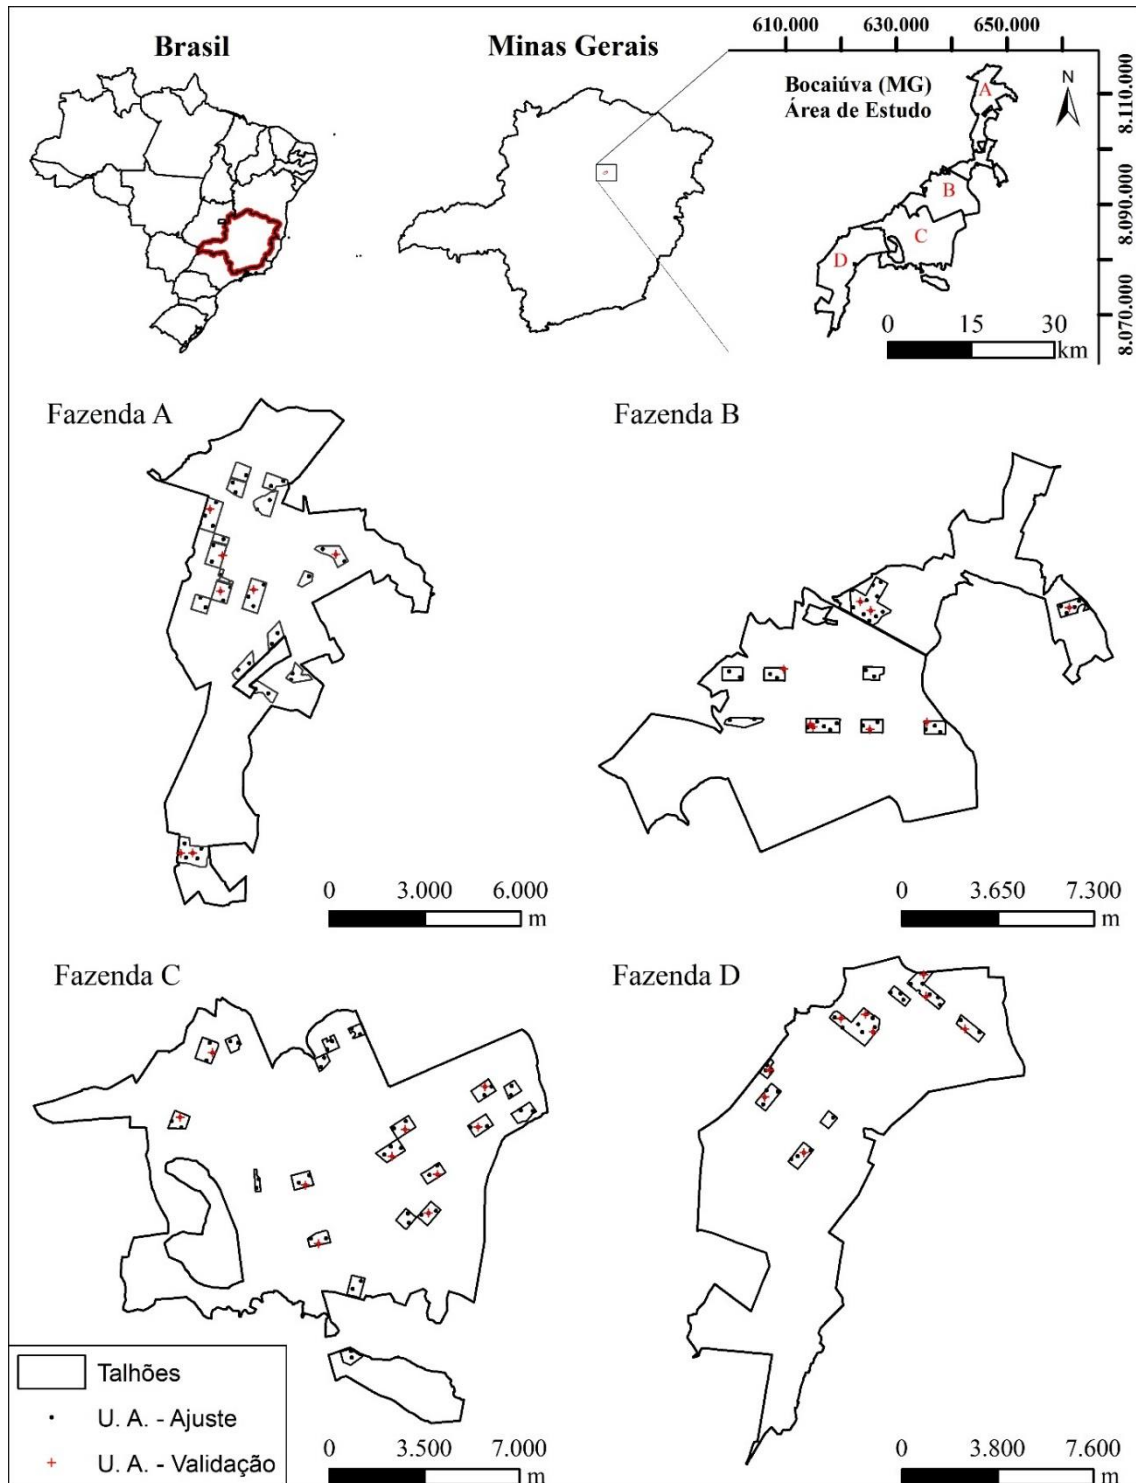 Brasil
Minas Gerais
610.000 630.000 650.000
Bocaiúva (MG)
Área de Estudo
N
A
B
C
D
8.110.000
8.090.000
8.070.000
0 15 30
km
Fazenda A
Fazenda B
0 3.000 6.000
m
0 3.650 7.300
m
Fazenda C
Fazenda D
Talhões
U. A. - Ajuste
U. A. - Validação
0 3.500 7.000
m
0 3.800 7.600
m